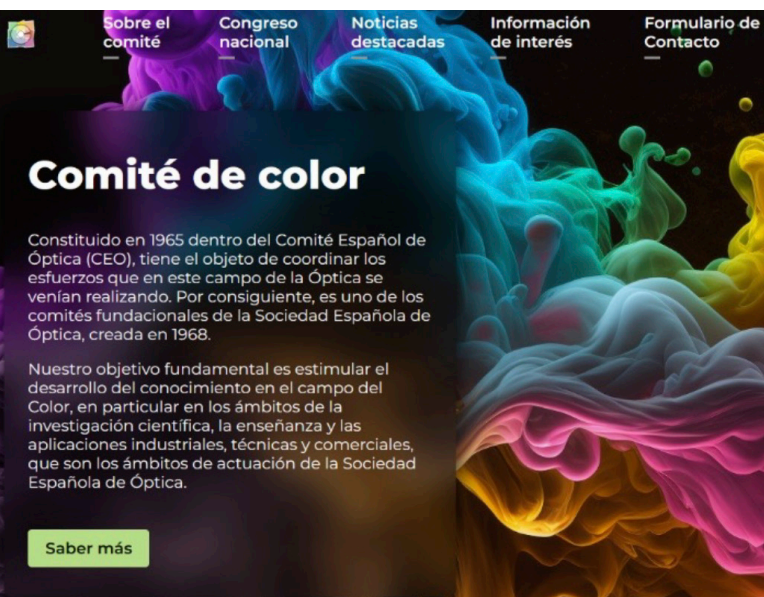 Sobre el
comité
Congreso
nacional
Noticias
destacadas
Información
de interés
Formulario de
Contacto
Comité de color
Constituido en 1965 dentro del Comité Español de
Óptica (CEO), tiene el objeto de coordinar los
esfuerzos que en este campo de la Óptica se
venían realizando. Por consiguiente, es uno de los
comités fundacionales de la Sociedad Española de
Óptica, creada en 1968.
Nuestro objetivo fundamental es estimular el
desarrollo del conocimiento en el campo del
Color, en particular en los ámbitos de la
investigación científica, la enseñanza y las
aplicaciones industriales, técnicas y comerciales,
que son los ámbitos de actuación de la Sociedad
Española de Óptica.
Saber más